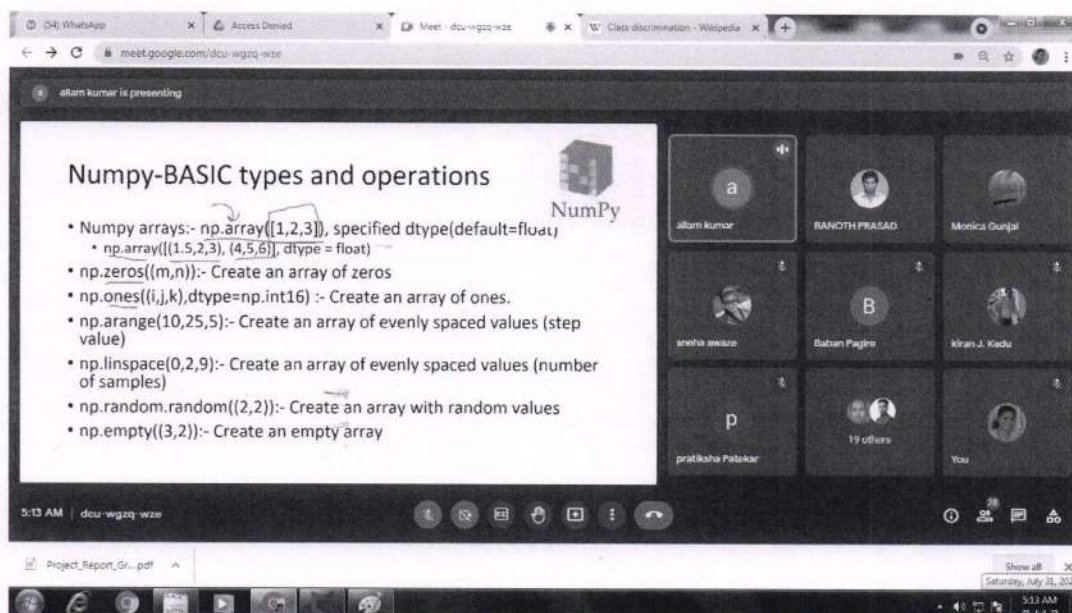 (54) WhatsApp
Access Denied
Meet - dcu-wgzq-wze
Class discrimination - Wikipedia
meet.google.com/dcu-wgzq-wze
a allam kumar is presenting
Numpy-BASIC types and operations
NumPy
• Numpy arrays:- np.array([1,2,3]), specified dtype(default=float)
• np.array([(1.5,2,3), (4,5,6)], dtype = float)
• np.zeros((m,n)):- Create an array of zeros
• np.ones((i,j,k),dtype=np.int16) :- Create an array of ones.
• np.arange(10,25,5):- Create an array of evenly spaced values (step
value)
• np.linspace(0,2,9):- Create an array of evenly spaced values (number
of samples)
• np.random.random((2,2)):- Create an array with random values
• np.empty((3,2)):- Create an empty array
a
allam kumar
BANOTH PRASAD
Monica Gunjal
sneha aware
B
Baban Pagire
kiran J. Kadu
p
pratiksha Patekar
19 others
You
5:13 AM | dcu-wgzq-wze
28
Project_Report_Gr....pdf
Show all
Saturday, July 31, 202
5:13 AM